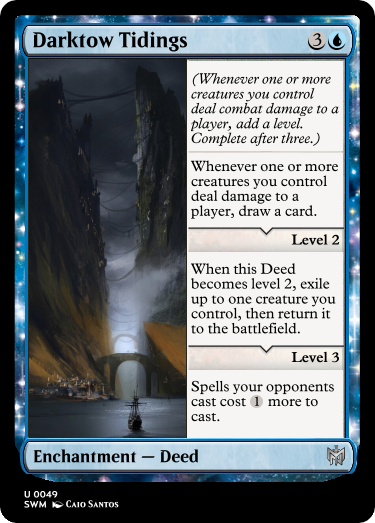 Darktow Tidings 3
(Whenever one or more
creatures you control
deal combat damage to a
player, add a level.
Complete after three.)
Whenever one or more
creatures you control
deal damage to a
player, draw a card.
Level 2
When this Deed
becomes level 2, exile
up to one creature you
control, then return it
to the battlefield.
Level 3
Spells your opponents
cast cost 1 more to
cast.
Enchantment — Deed
U 0049
SWM Caio Santos